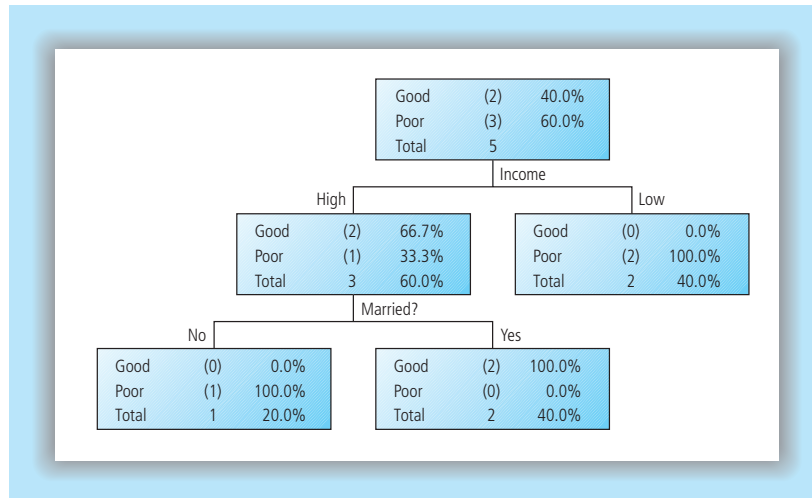 Good (2) 40.0%
Poor (3) 60.0%
Total 5
Income
High
Low
Good (2) 66.7%
Poor (1) 33.3%
Total 3 60.0%
Good (0) 0.0%
Poor (2) 100.0%
Total 2 40.0%
Married?
No
Yes
Good (0) 0.0%
Poor (1) 100.0%
Total 1 20.0%
Good (2) 100.0%
Poor (0) 0.0%
Total 2 40.0%